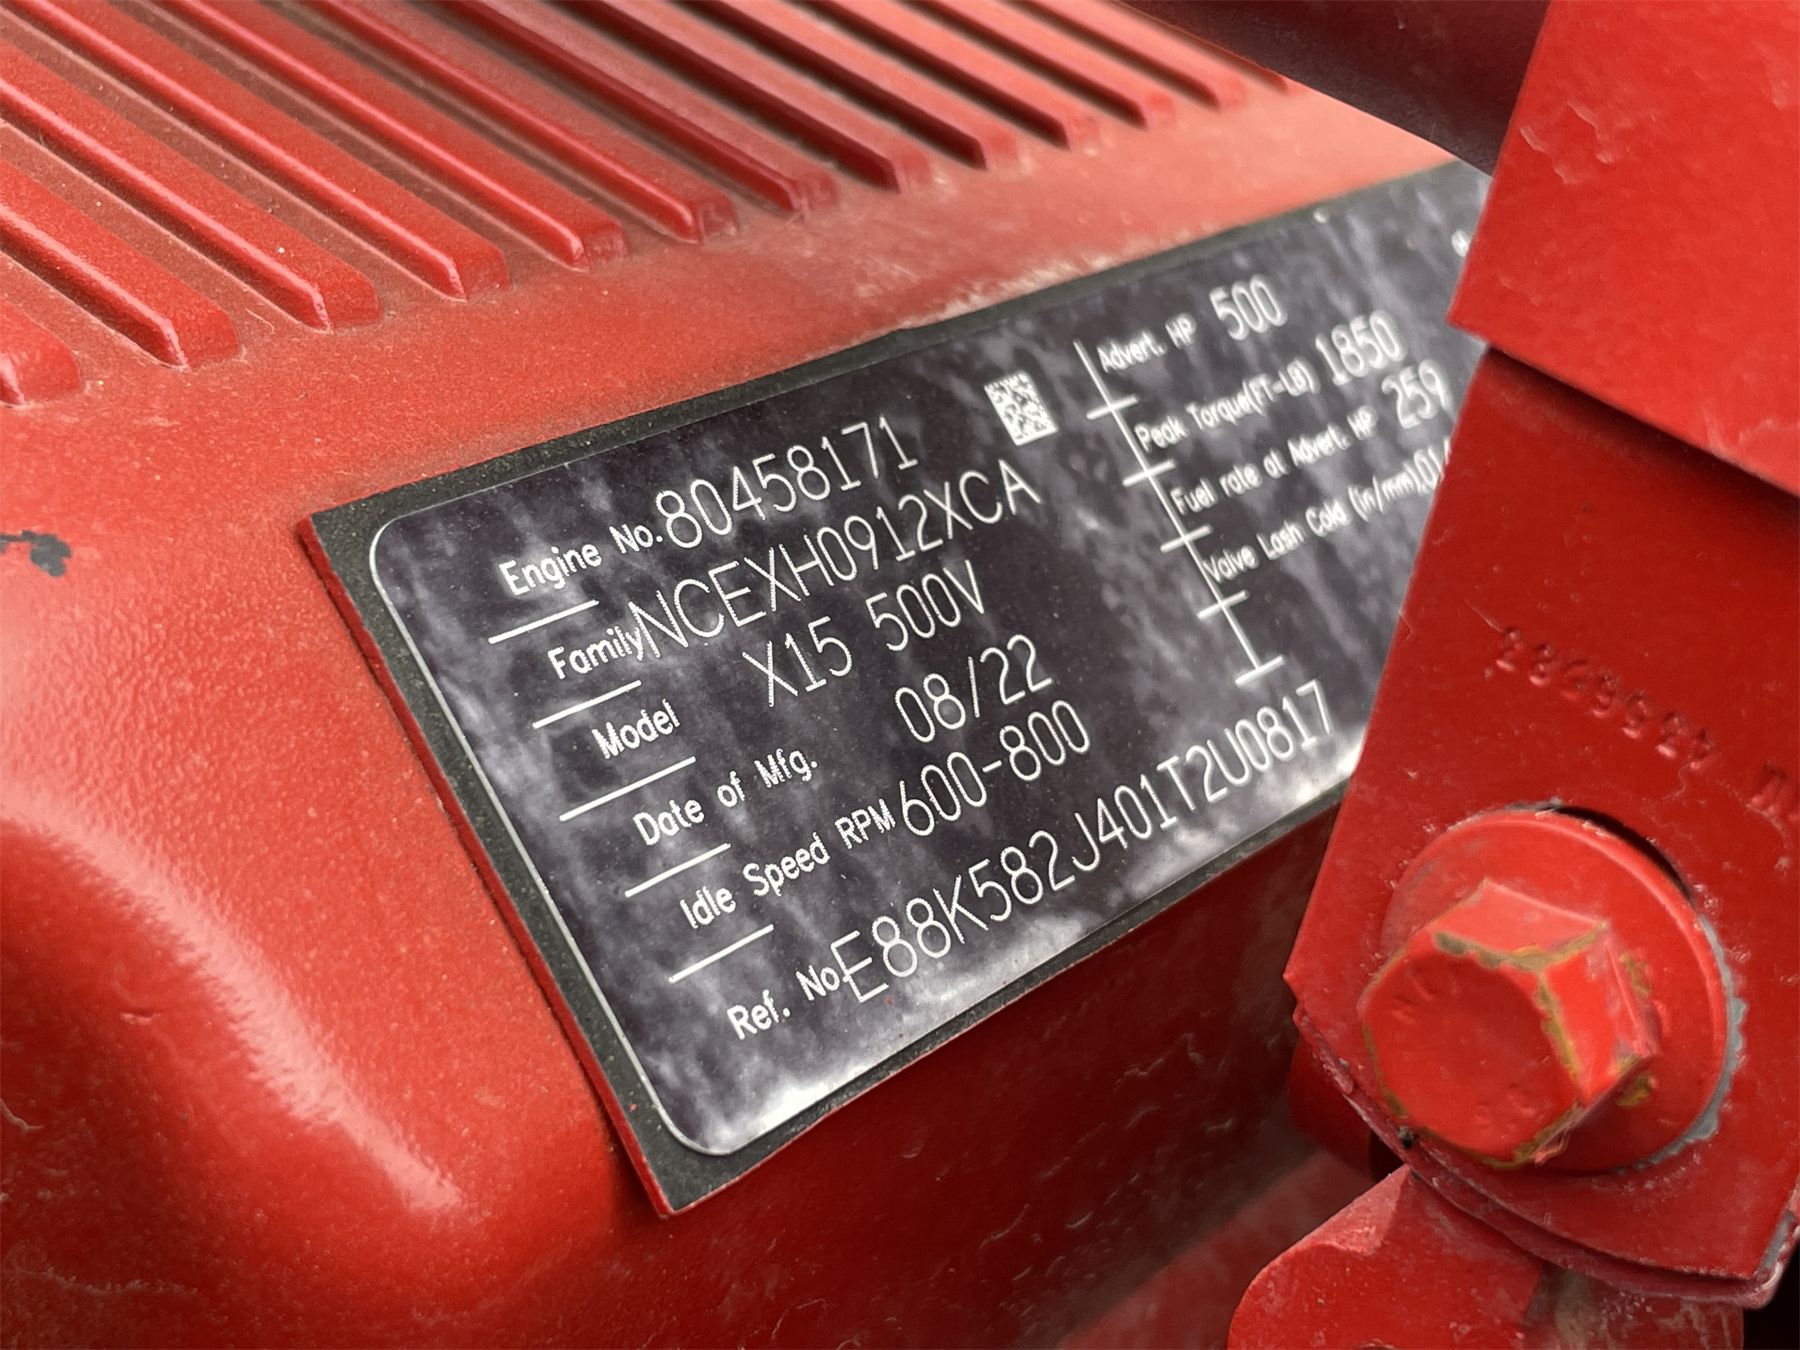 Engine No. 80458171
Family NCEXH0912XCA
Model X15 500V
Date of Mfg. 08/22
Idle Speed RPM 600-800
Ref. No. E88K582J401T2U0817
Advert. HP 500
Peak Torque(FT-LB) 1850
Fuel rate at Advert. HP 259
Valve Lash Cold (in/mm)